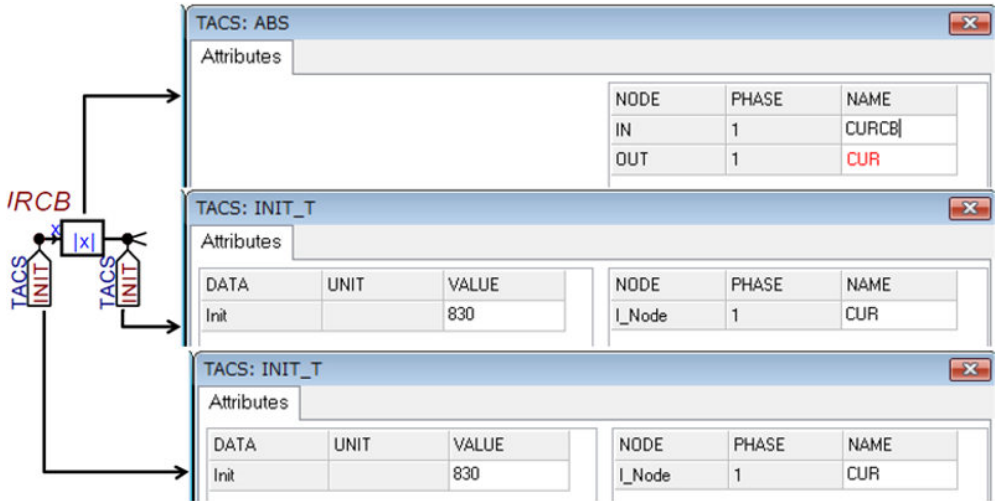 TACS: ABS
Attributes
NODE PHASE NAME
IN 1 CURCB
OUT 1 CUR
IRCB
x
|x|
TACS
INIT
TACS
INIT
TACS: INIT_T
Attributes
DATA UNIT VALUE NODE PHASE NAME
Init 830 I_Node 1 CUR
TACS: INIT_T
Attributes
DATA UNIT VALUE NODE PHASE NAME
Init 830 I_Node 1 CUR